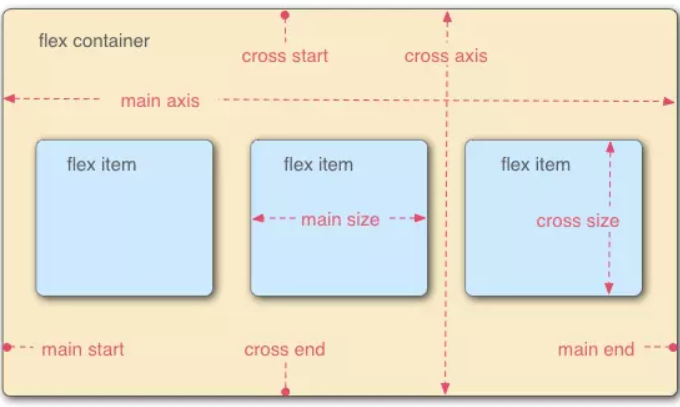 flex container
cross start
cross axis
main axis
flex item
flex item
flex item
main size
cross size
main start
cross end
main end